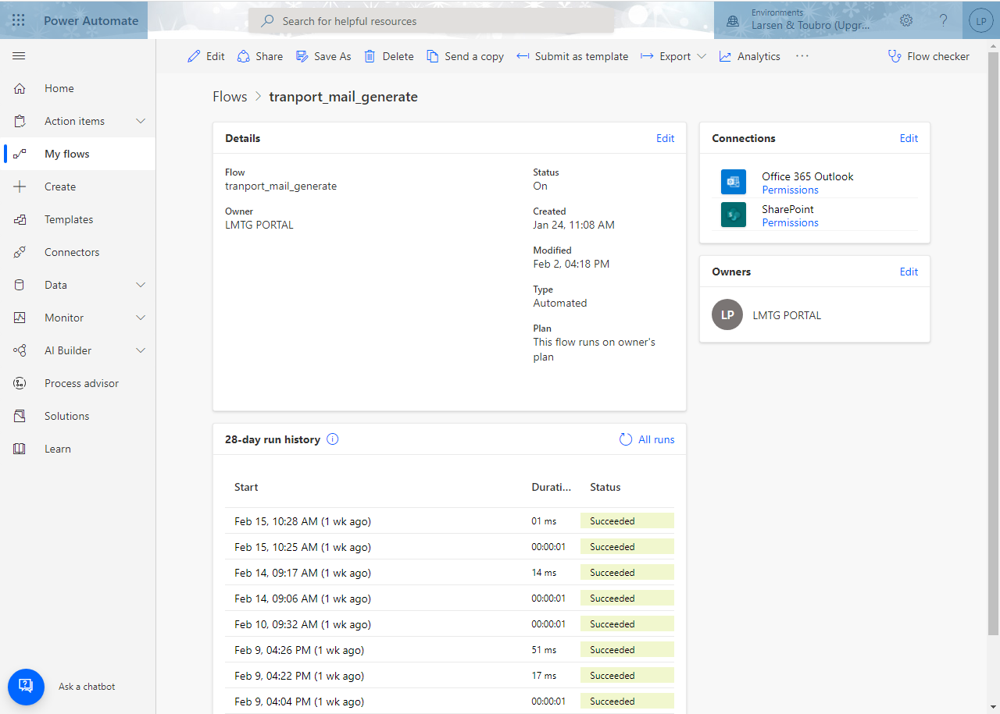 Power Automate
Search for helpful resources
Environments
Larsen & Toubro (Upgr...
?
LP
Edit
Share
Save As
Delete
Send a copy
Submit as template
Export
Analytics
...
Flow checker
Home
Action items
My flows
Create
Templates
Connectors
Data
Monitor
AI Builder
Process advisor
Solutions
Learn
Ask a chatbot
Flows > tranport_mail_generate
Details
Edit
Flow
tranport_mail_generate
Owner
LMTG PORTAL
Status
On
Created
Jan 24, 11:08 AM
Modified
Feb 2, 04:18 PM
Type
Automated
Plan
This flow runs on owner's
plan
Connections
Edit
Office 365 Outlook
Permissions
SharePoint
Permissions
Owners
Edit
LP
LMTG PORTAL
28-day run history
All runs
Start Durati... Status
Feb 15, 10:28 AM (1 wk ago) 01 ms Succeeded
Feb 15, 10:25 AM (1 wk ago) 00:00:01 Succeeded
Feb 14, 09:17 AM (1 wk ago) 14 ms Succeeded
Feb 14, 09:06 AM (1 wk ago) 00:00:01 Succeeded
Feb 10, 09:32 AM (1 wk ago) 00:00:01 Succeeded
Feb 9, 04:26 PM (1 wk ago) 51 ms Succeeded
Feb 9, 04:22 PM (1 wk ago) 17 ms Succeeded
Feb 9, 04:04 PM (1 wk ago) 00:00:01 Succeeded